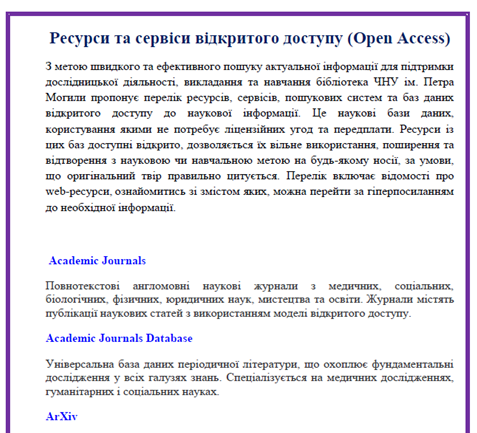 Ресурси та сервіси відкритого доступу (Open Access)
З метою швидкого та ефективного пошуку актуальної інформації для підтримки
дослідницької діяльності, викладання та навчання бібліотека ЧНУ ім. Петра
Могили пропонує перелік ресурсів, сервісів, пошукових систем та баз даних
відкритого доступу до наукової інформації. Це наукові бази даних,
користування якими не потребує ліцензійних угод та передплати. Ресурси із
цих баз доступні відкрито, дозволяється їх вільне використання, поширення та
відтворення з науковою чи навчальною метою на будь-якому носії, за умови,
що оригінальний твір правильно цитується. Перелік включає відомості про
web-ресурси, ознайомитись зі змістом яких, можна перейти за гіперпосиланням
до необхідної інформації.
Academic Journals
Повнотекстові англомовні наукові журнали з медичних, соціальних,
біологічних, фізичних, юридичних наук, мистецтва та освіти. Журнали містять
публікації наукових статей з використанням моделі відкритого доступу.
Academic Journals Database
Універсальна база даних періодичної літератури, що охоплює фундаментальні
дослідження у всіх галузях знань. Спеціалізується на медичних дослідженнях,
гуманітарних і соціальних науках.
ArXiv